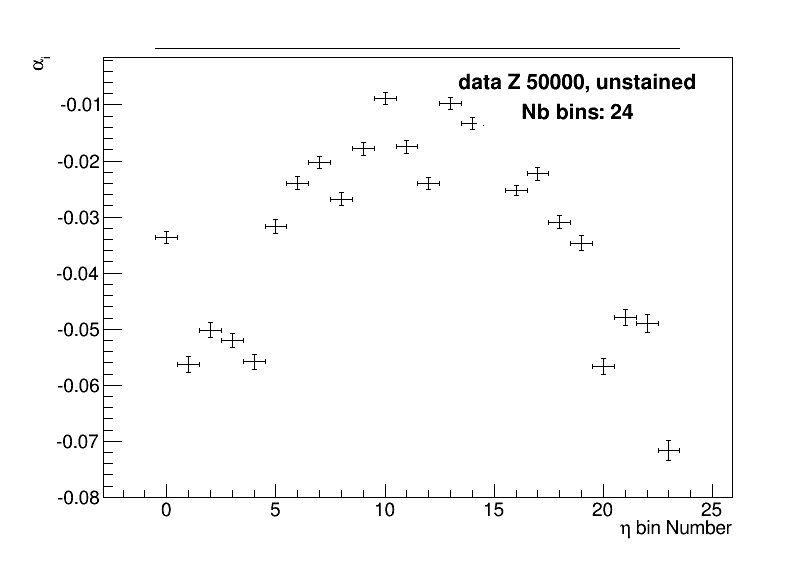 αi
data Z 50000, unstained
Nb bins: 24
-0.01
-0.02
-0.03
-0.04
-0.05
-0.06
-0.07
-0.08
0 5 10 15 20 25
η bin Number